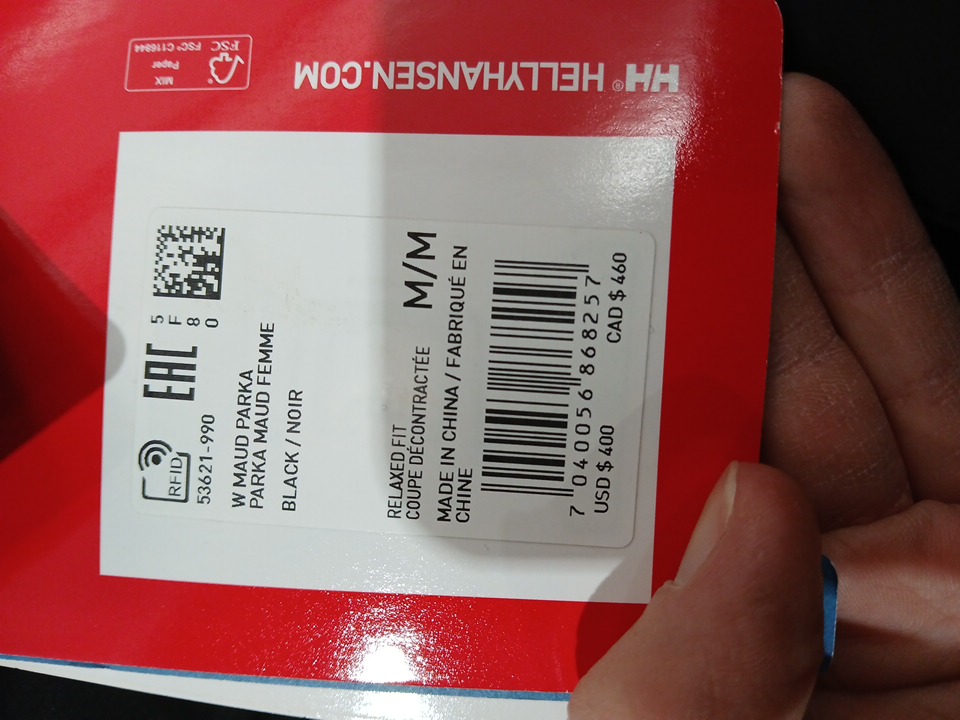 HH® HELLYHANSEN.COM
FSC
MIX
Paper
FSC® C116944
RFID
EAC
5
F
8
0
53621-990
W MAUD PARKA
PARKA MAUD FEMME
BLACK / NOIR
RELAXED FIT
COUPE DÉCONTRACTÉE
M/M
MADE IN CHINA / FABRIQUÉ EN
CHINE
7 040056 868257
USD $ 400 CAD $ 460